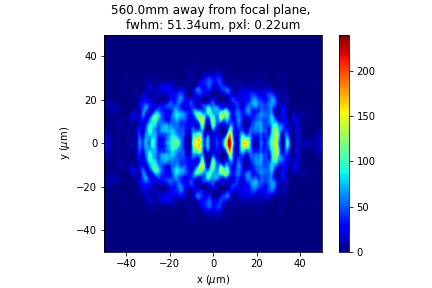 560.0mm away from focal plane,
fwhm: 51.34um, pxl: 0.22um
40
20
0
−20
−40
y (μm)
−40 −20 0 20 40
x (μm)
200
150
100
50
0